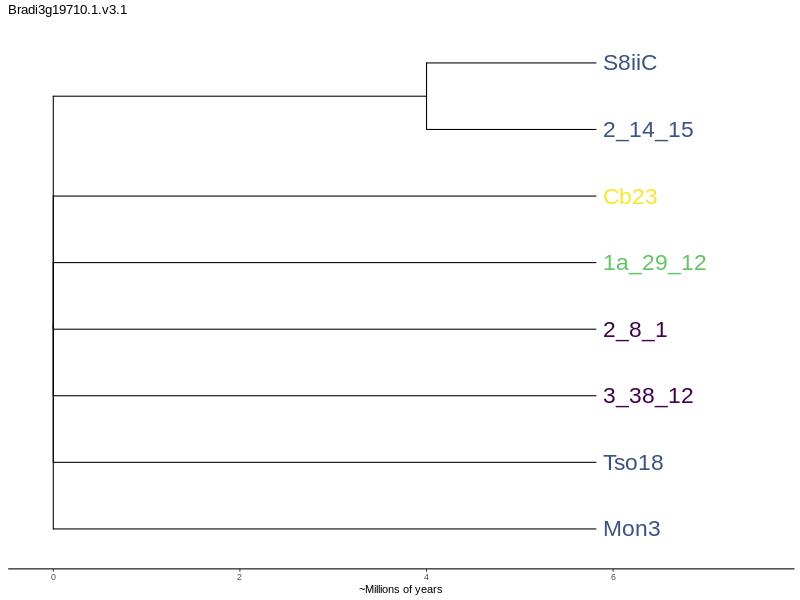 Bradi3g19710.1.v3.1
S8iiC
2_14_15
Cb23
1a_29_12
2_8_1
3_38_12
Tso18
Mon3
0 2 4 6
~Millions of years